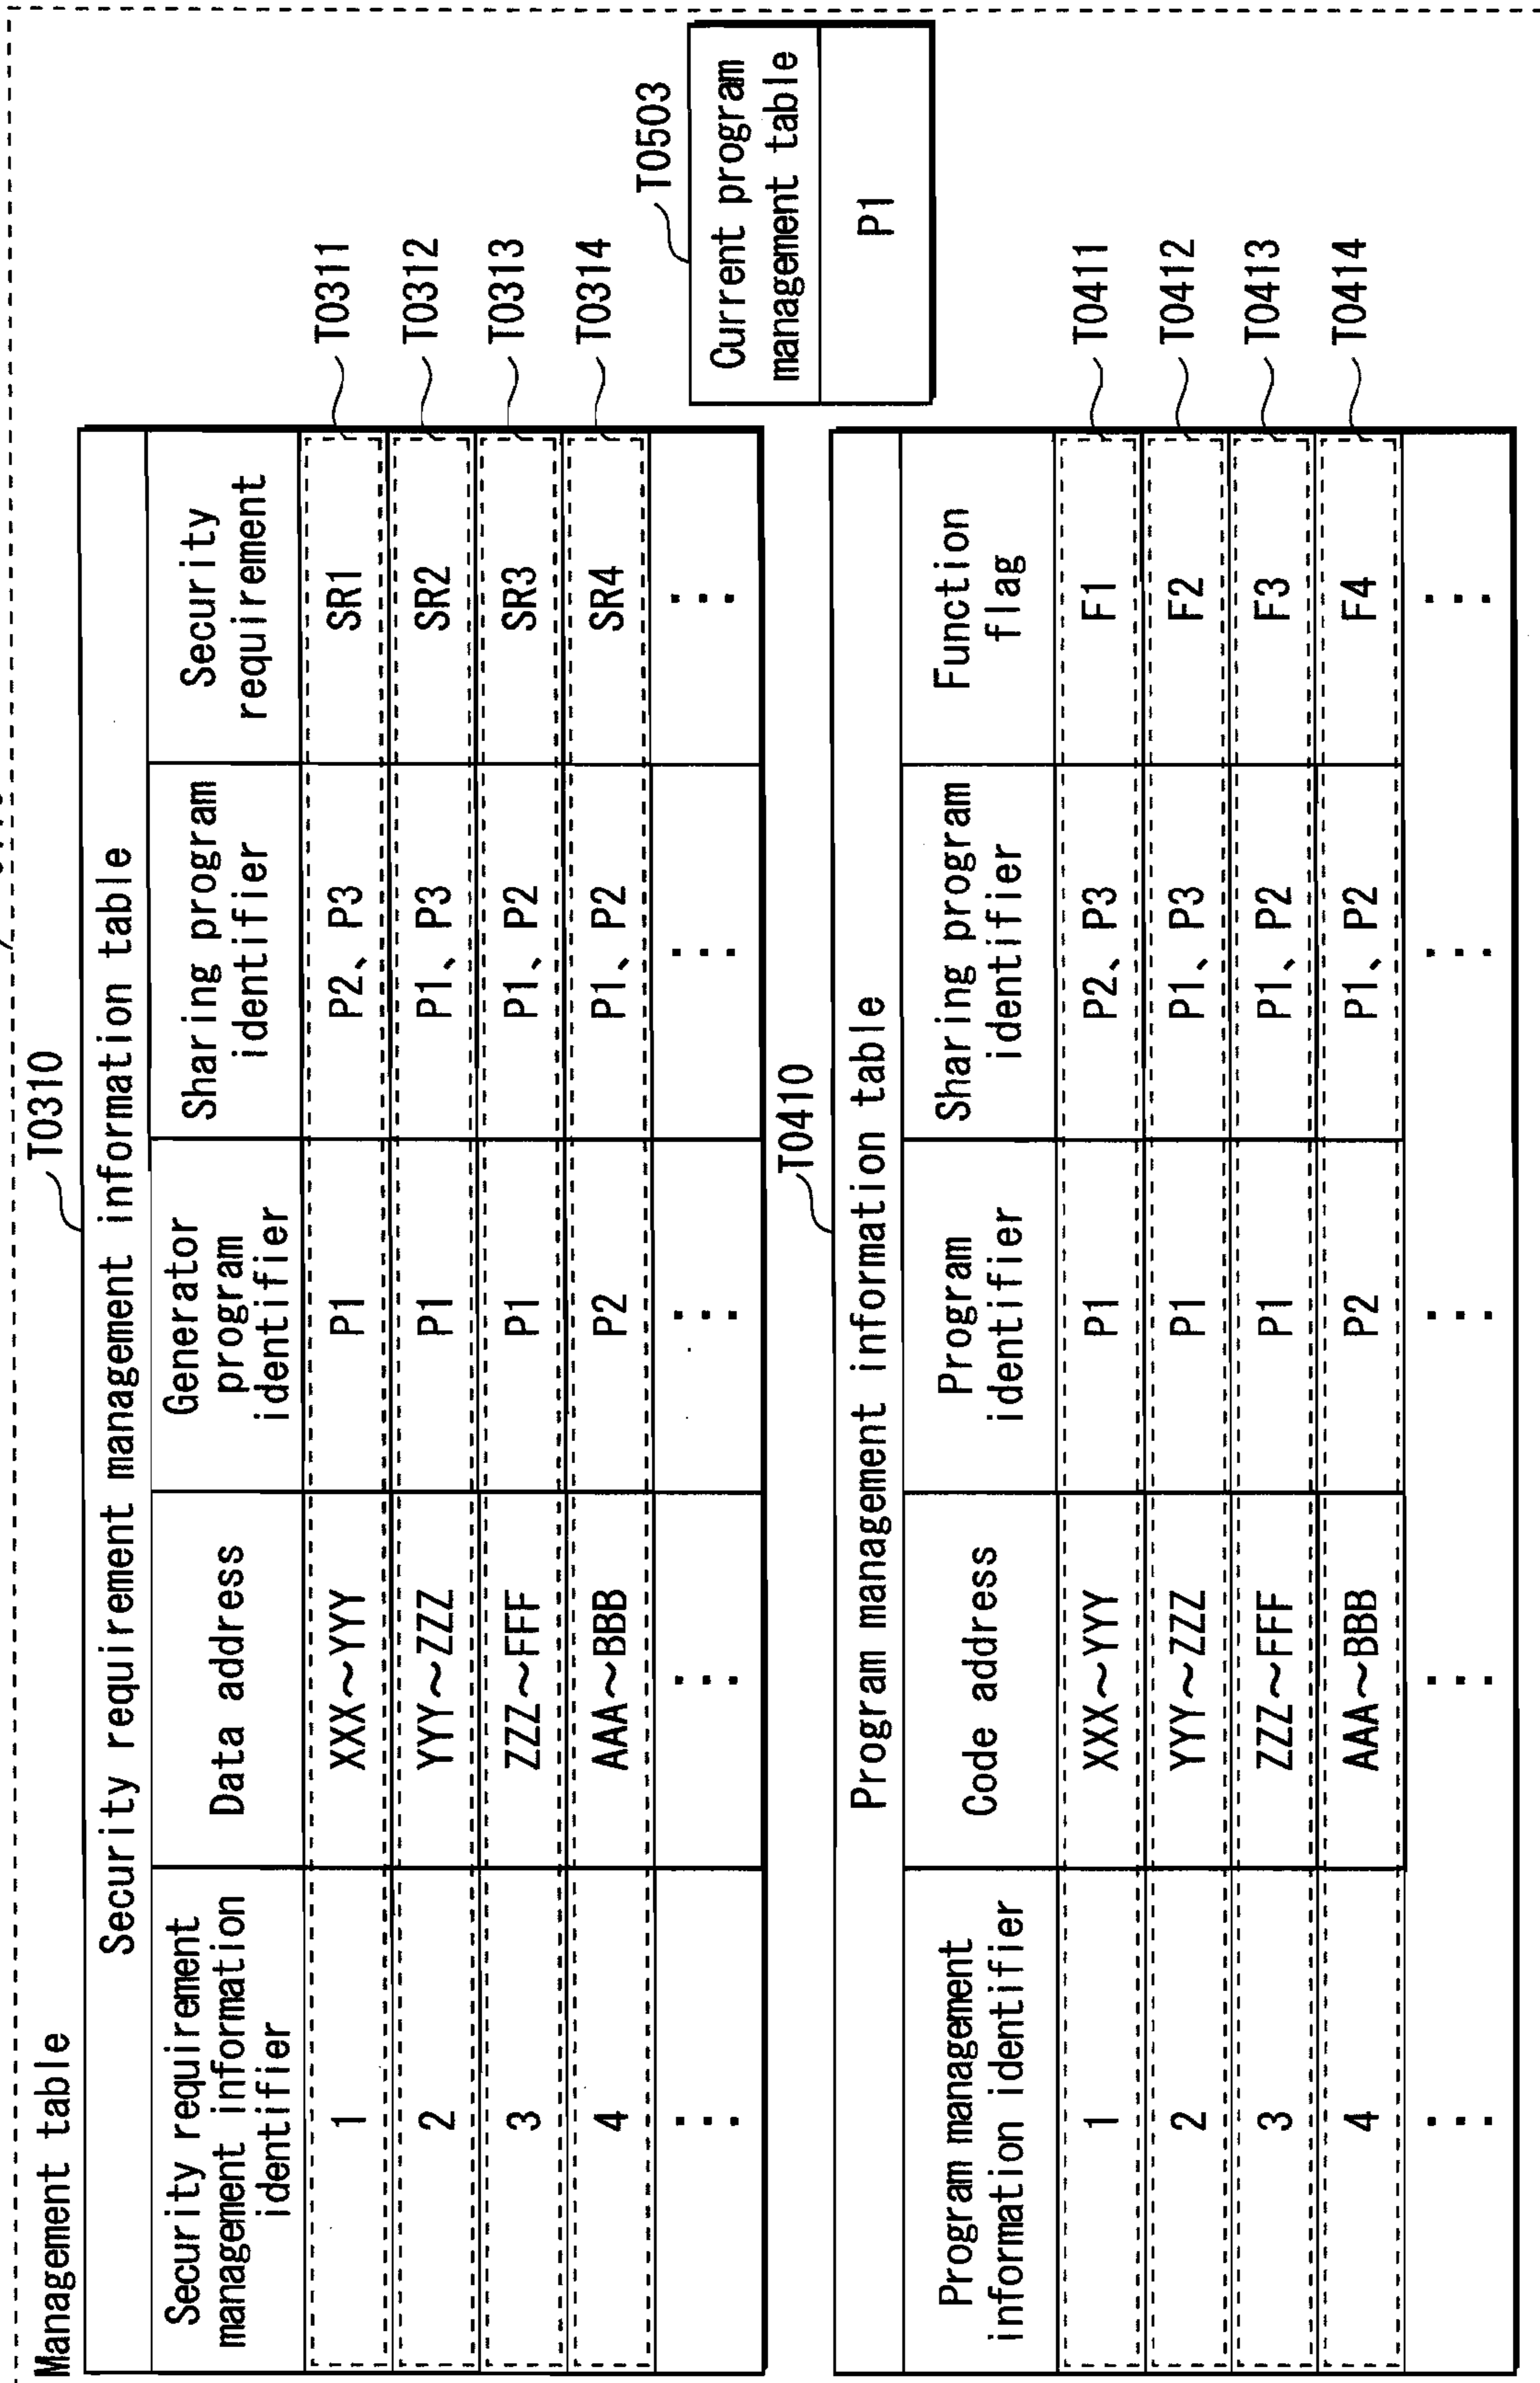 Management table
T0310
Security requirement management information table
Security requirement
management information
identifier
Data address
Generator
program
identifier
Sharing program
identifier
Security
requirement
1
XXX~YYY
P1
P2、P3
SR1
T0311
2
YYY~ZZZ
P1
P1、P3
SR2
T0312
3
ZZZ~FFF
P1
P1、P2
SR3
T0313
4
AAA~BBB
P2
P1、P2
SR4
T0314
...
...
...
...
...
T0503
Current program
management table
P1
T0410
Program management information table
Program management
information identifier
Code address
Program
identifier
Sharing program
identifier
Function
flag
1
XXX~YYY
P1
P2、P3
F1
T0411
2
YYY~ZZZ
P1
P1、P3
F2
T0412
3
ZZZ~FFF
P1
P1、P2
F3
T0413
4
AAA~BBB
P2
P1、P2
F4
T0414
...
...
...
...
...